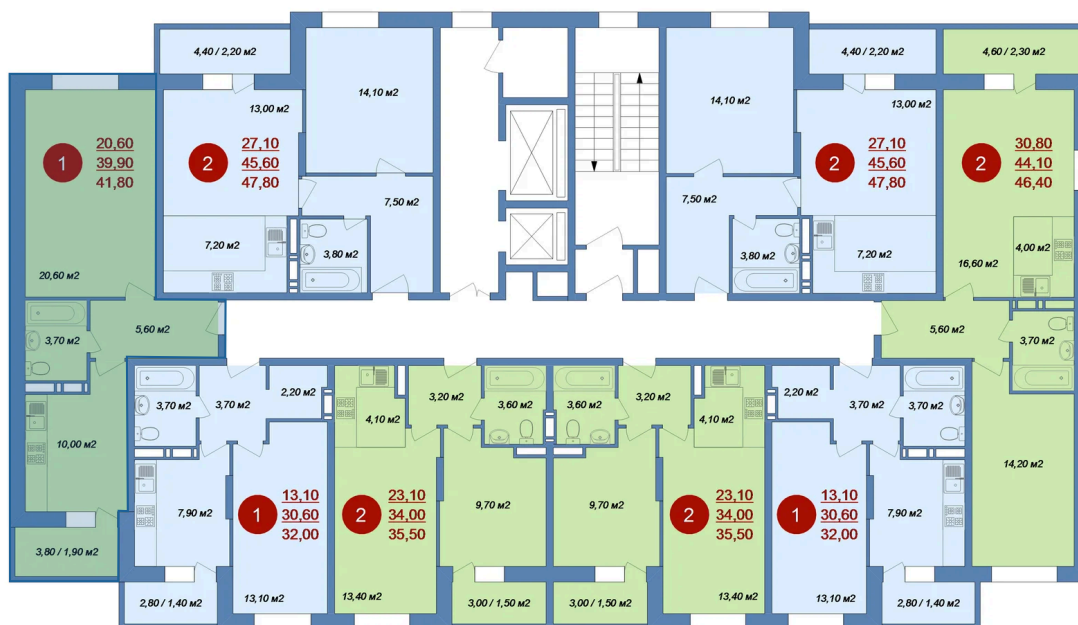 4,40 / 2,20 м2
14,10 м2
13,00 м2
2
27,10
45,60
47,80
7,20 м2
3,80 м2
7,50 м2
1
20,60
39,90
41,80
20,60 м2
5,60 м2
3,70 м2
10,00 м2
3,80 / 1,90 м2
14,10 м2
4,40 / 2,20 м2
13,00 м2
2
27,10
45,60
47,80
7,50 м2
3,80 м2
7,20 м2
4,60 / 2,30 м2
2
30,80
44,10
46,40
4,00 м2
16,60 м2
5,60 м2
3,70 м2
14,20 м2
3,70 м2
3,70 м2
2,20 м2
7,90 м2
1
13,10
30,60
32,00
13,10 м2
2,80 / 1,40 м2
4,10 м2
3,20 м2
3,60 м2
2
23,10
34,00
35,50
9,70 м2
13,40 м2
3,00 / 1,50 м2
3,60 м2
3,20 м2
4,10 м2
9,70 м2
2
23,10
34,00
35,50
13,40 м2
3,00 / 1,50 м2
2,20 м2
3,70 м2
3,70 м2
1
13,10
30,60
32,00
7,90 м2
13,10 м2
2,80 / 1,40 м2